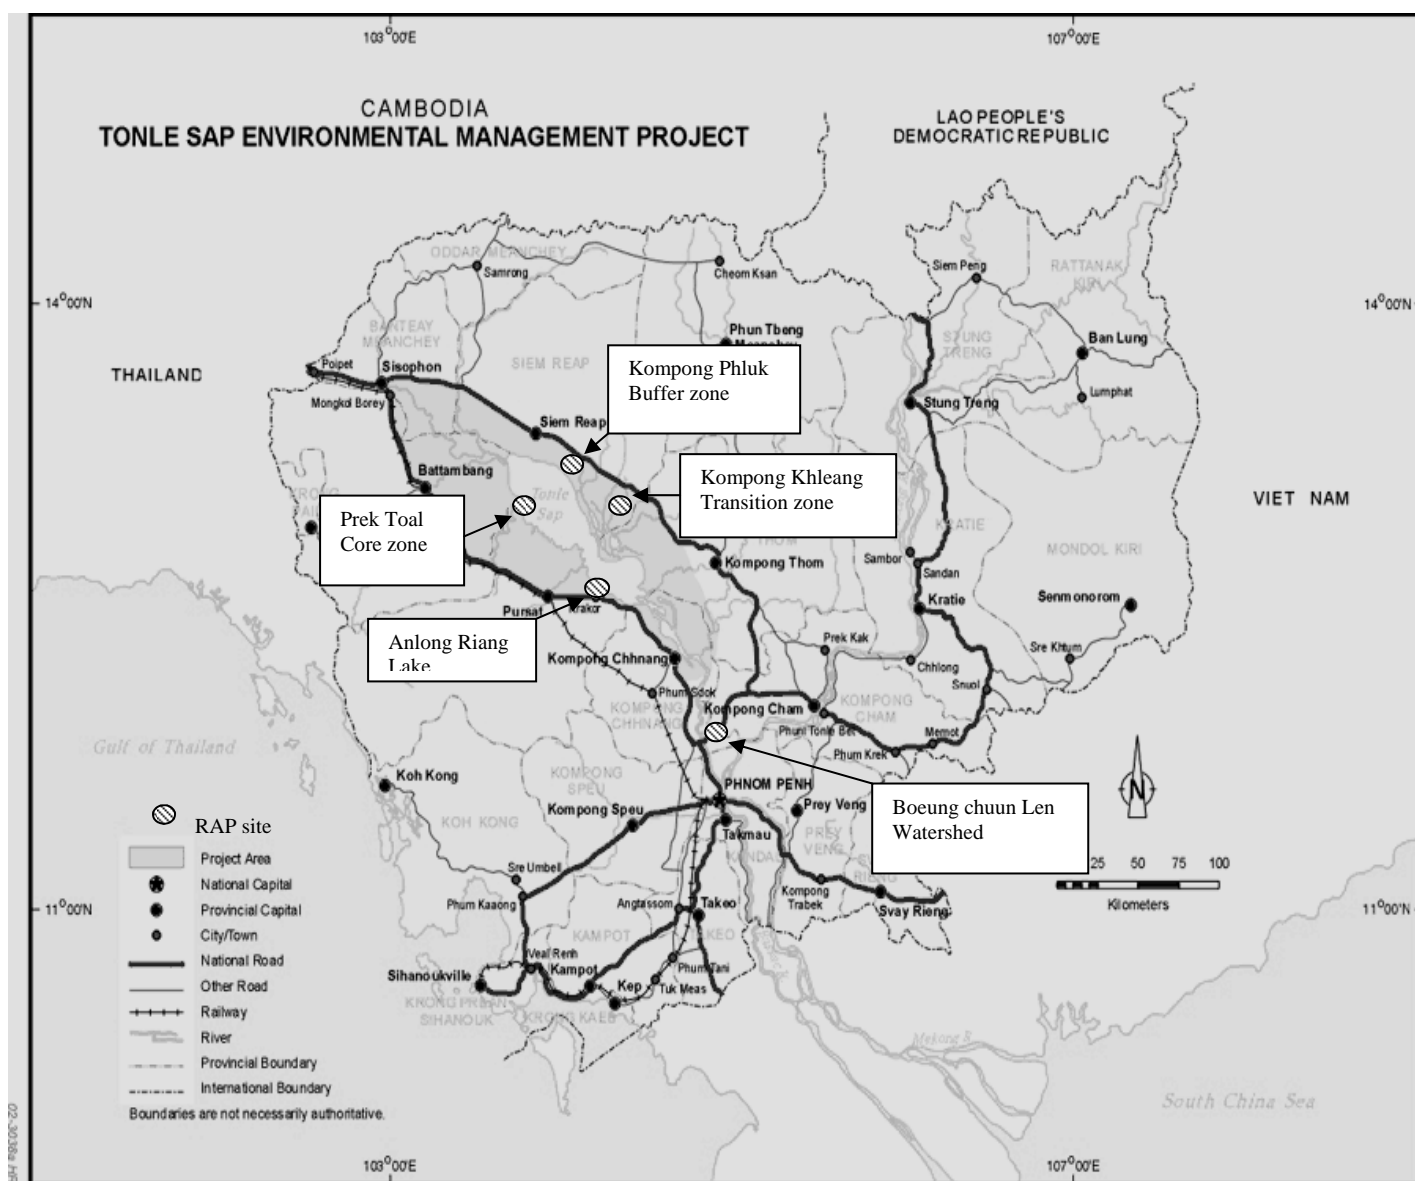 103°00'E
107°00'E
CAMBODIA
TONLE SAP ENVIRONMENTAL MANAGEMENT PROJECT
LAO PEOPLE'S
DEMOCRATIC REPUBLIC
ODDAR MEANCHEY
Samrong
Cheom Ksan
Siem Peng
RATTANAK
KIRI
14°00'N
14°00'N
BANTEAY
MEANCHEY
SIEM REAP
Phun Tbeng
Meanchey
STUNG
TRENG
Ban Lung
THAILAND
Poipet
Sisophon
Mongkol Borey
Kompong Phluk
Buffer zone
Lumphat
Stung Treng
Siem Reap
Battambang
Tonle
Sap
Kompong Khleang
Transition zone
VIET NAM
KRONG
Prek Toal
Core zone
THOM
KRATIE
MONDOL KIRI
Kompong Thom
Sambor
Sandan
Pursat
Krakor
Kratie
Senmonorom
Anlong Riang
Lake
Kompong Chhnang
Prek Kak
Chhlong
Sre Khtum
Snuol
Phum Sdok
KOMPONG
CHHNANG
Kompong Cham
KOMPONG
CHAM
Phum Tonle Bet
Memot
Phum Krek
Gulf of Thailand
Koh Kong
KOMPONG
SPEU
PHNOM PENH
Kompong Speu
Prey Veng
Boeung chuun Len
Watershed
N
KOH KONG
Takmau
KANDAL
PREY
VENG
SVAY
RIENG
RAP site
Project Area
National Capital
Provincial Capital
City/Town
National Road
Other Road
Railway
River
Provincial Boundary
International Boundary
Boundaries are not necessarily authoritative.
Sre Umbell
Phum Kaaong
Angtassom
Takeo
Kompong
Trabek
Svay Rieng
25 50 75 100
Kilometers
11°00'N
11°00'N
KAMPOT
TAKEO
Veal Renh
Sihanoukville
Kampot
Kep
Phum Tani
Tuk Meas
KRONG PREAH
SIHANOUK
KRONG KAEB
Mekong R
South China Sea
103°00'E
107°00'E